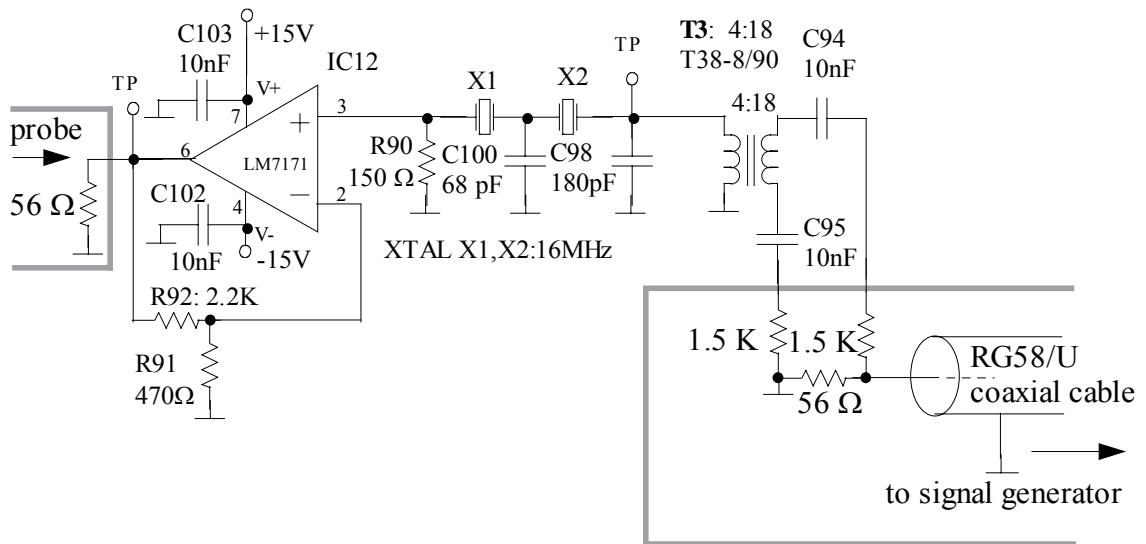 C103
10nF
+15V
TP
V+
7
IC12
probe
6
LM7171
3
2
56 Ω
C102
10nF
4
V-
-15V
R92: 2.2K
R91
470Ω
X1
X2
TP
R90
150 Ω
C100
68 pF
C98
180pF
XTAL X1,X2:16MHz
T3: 4:18
T38-8/90
4:18
C94
10nF
C95
10nF
1.5 K
1.5 K
56 Ω
RG58/U
coaxial cable
to signal generator